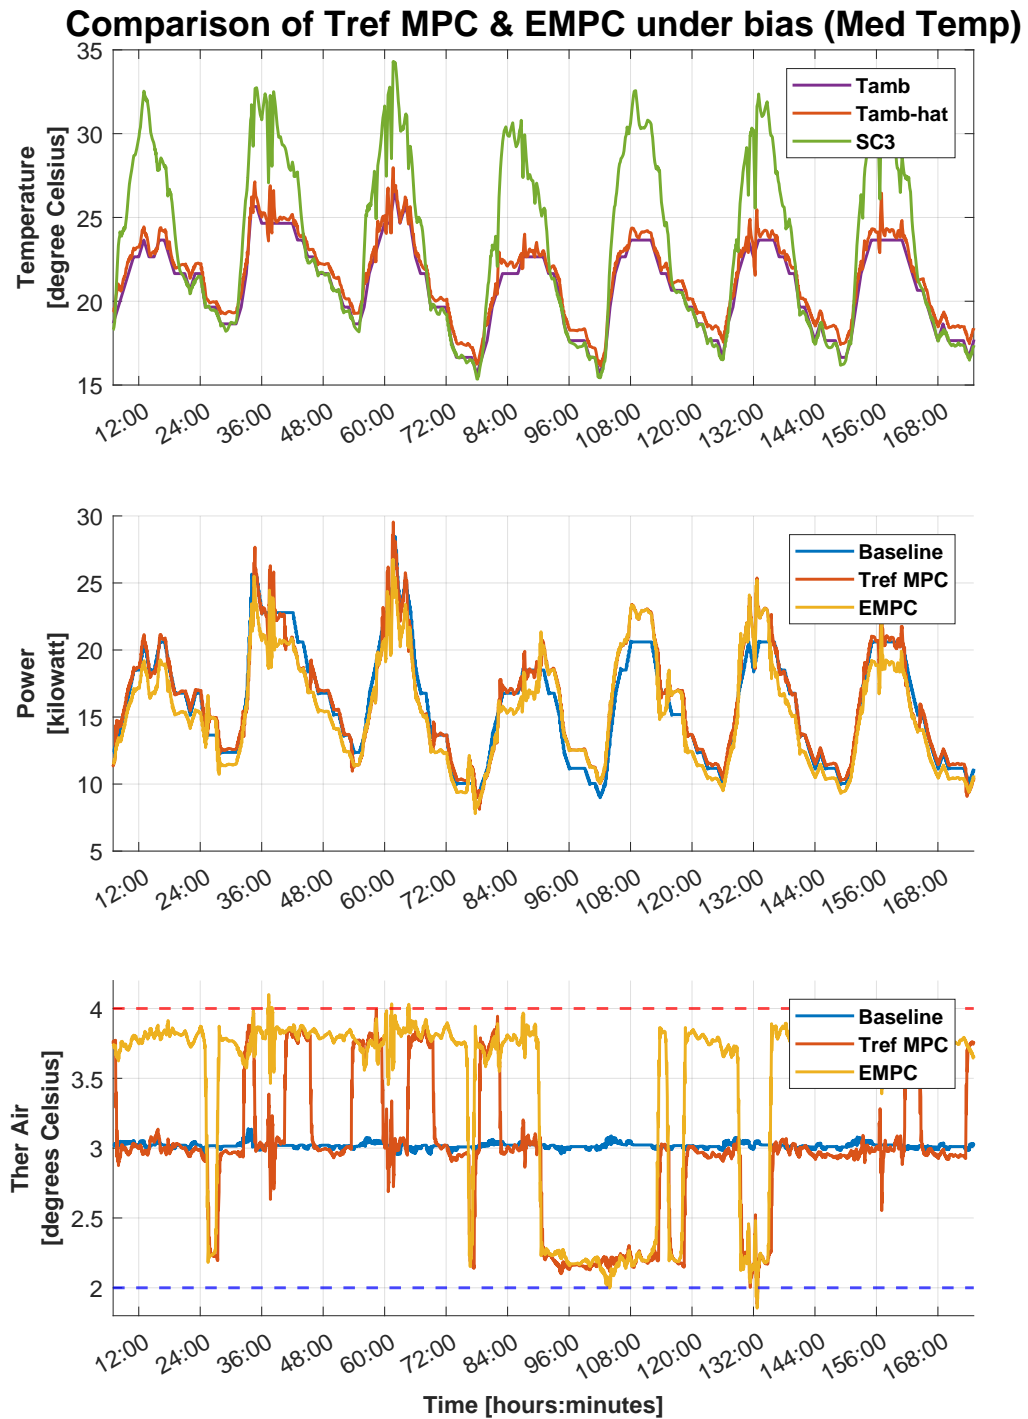 Comparison of Tref MPC & EMPC under bias (Med Temp)
35
30
25
20
15
Temperature
[degree Celsius]
Tamb
Tamb-hat
SC3
12:00 24:00 36:00 48:00 60:00 72:00 84:00 96:00 108:00 120:00 132:00 144:00 156:00 168:00
30
25
20
15
10
5
Power
[kilowatt]
Baseline
Tref MPC
EMPC
12:00 24:00 36:00 48:00 60:00 72:00 84:00 96:00 108:00 120:00 132:00 144:00 156:00 168:00
4
3.5
3
2.5
2
Ther Air
[degrees Celsius]
Baseline
Tref MPC
EMPC
12:00 24:00 36:00 48:00 60:00 72:00 84:00 96:00 108:00 120:00 132:00 144:00 156:00 168:00
Time [hours:minutes]